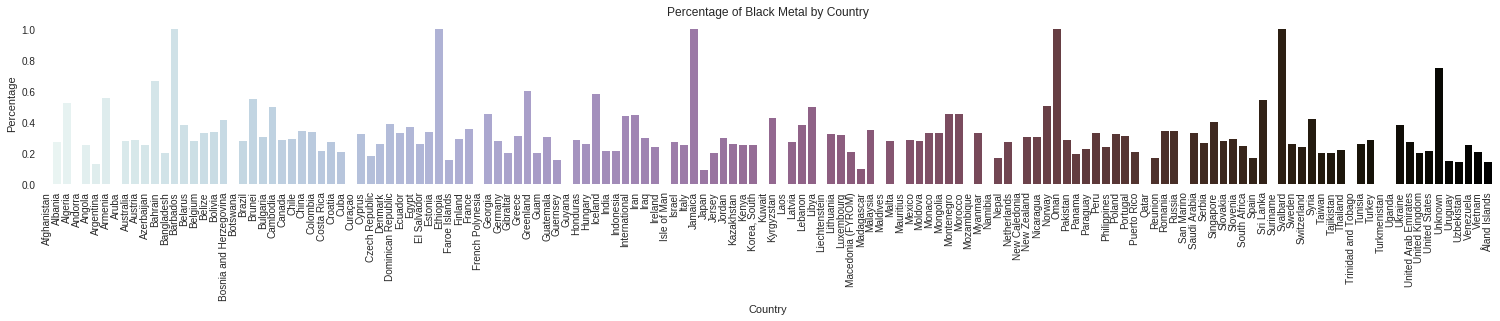 Percentage of Black Metal by Country
Percentage
1.0
0.8
0.6
0.4
0.2
0.0
Afghanistan
Albania
Algeria
Andorra
Angola
Argentina
Armenia
Aruba
Australia
Austria
Azerbaijan
Bahrain
Bangladesh
Barbados
Belarus
Belgium
Belize
Bolivia
Bosnia and Herzegovina
Botswana
Brazil
Brunei
Bulgaria
Cambodia
Canada
Chile
China
Colombia
Costa Rica
Croatia
Cuba
Curaçao
Cyprus
Czech Republic
Denmark
Dominican Republic
Ecuador
Egypt
El Salvador
Estonia
Ethiopia
Faroe Islands
Finland
France
French Polynesia
Georgia
Germany
Gibraltar
Greece
Greenland
Guam
Guatemala
Guernsey
Guyana
Honduras
Hungary
Iceland
India
Indonesia
International
Iran
Iraq
Ireland
Isle of Man
Israel
Italy
Jamaica
Japan
Jersey
Jordan
Kazakhstan
Kenya
Korea, South
Kuwait
Kyrgyzstan
Laos
Latvia
Lebanon
Libya
Liechtenstein
Lithuania
Luxembourg
Macedonia (FYROM)
Madagascar
Malaysia
Maldives
Malta
Mauritius
Mexico
Moldova
Monaco
Mongolia
Montenegro
Morocco
Mozambique
Myanmar
Namibia
Nepal
Netherlands
New Caledonia
New Zealand
Nicaragua
Norway
Oman
Pakistan
Panama
Paraguay
Peru
Philippines
Poland
Portugal
Puerto Rico
Qatar
Reunion
Romania
Russia
San Marino
Saudi Arabia
Serbia
Singapore
Slovakia
Slovenia
South Africa
Spain
Sri Lanka
Suriname
Svalbard
Sweden
Switzerland
Syria
Taiwan
Tajikistan
Thailand
Trinidad and Tobago
Tunisia
Turkey
Turkmenistan
Uganda
Ukraine
United Arab Emirates
United Kingdom
United States
Unknown
Uruguay
Uzbekistan
Venezuela
Vietnam
Åland Islands
Country